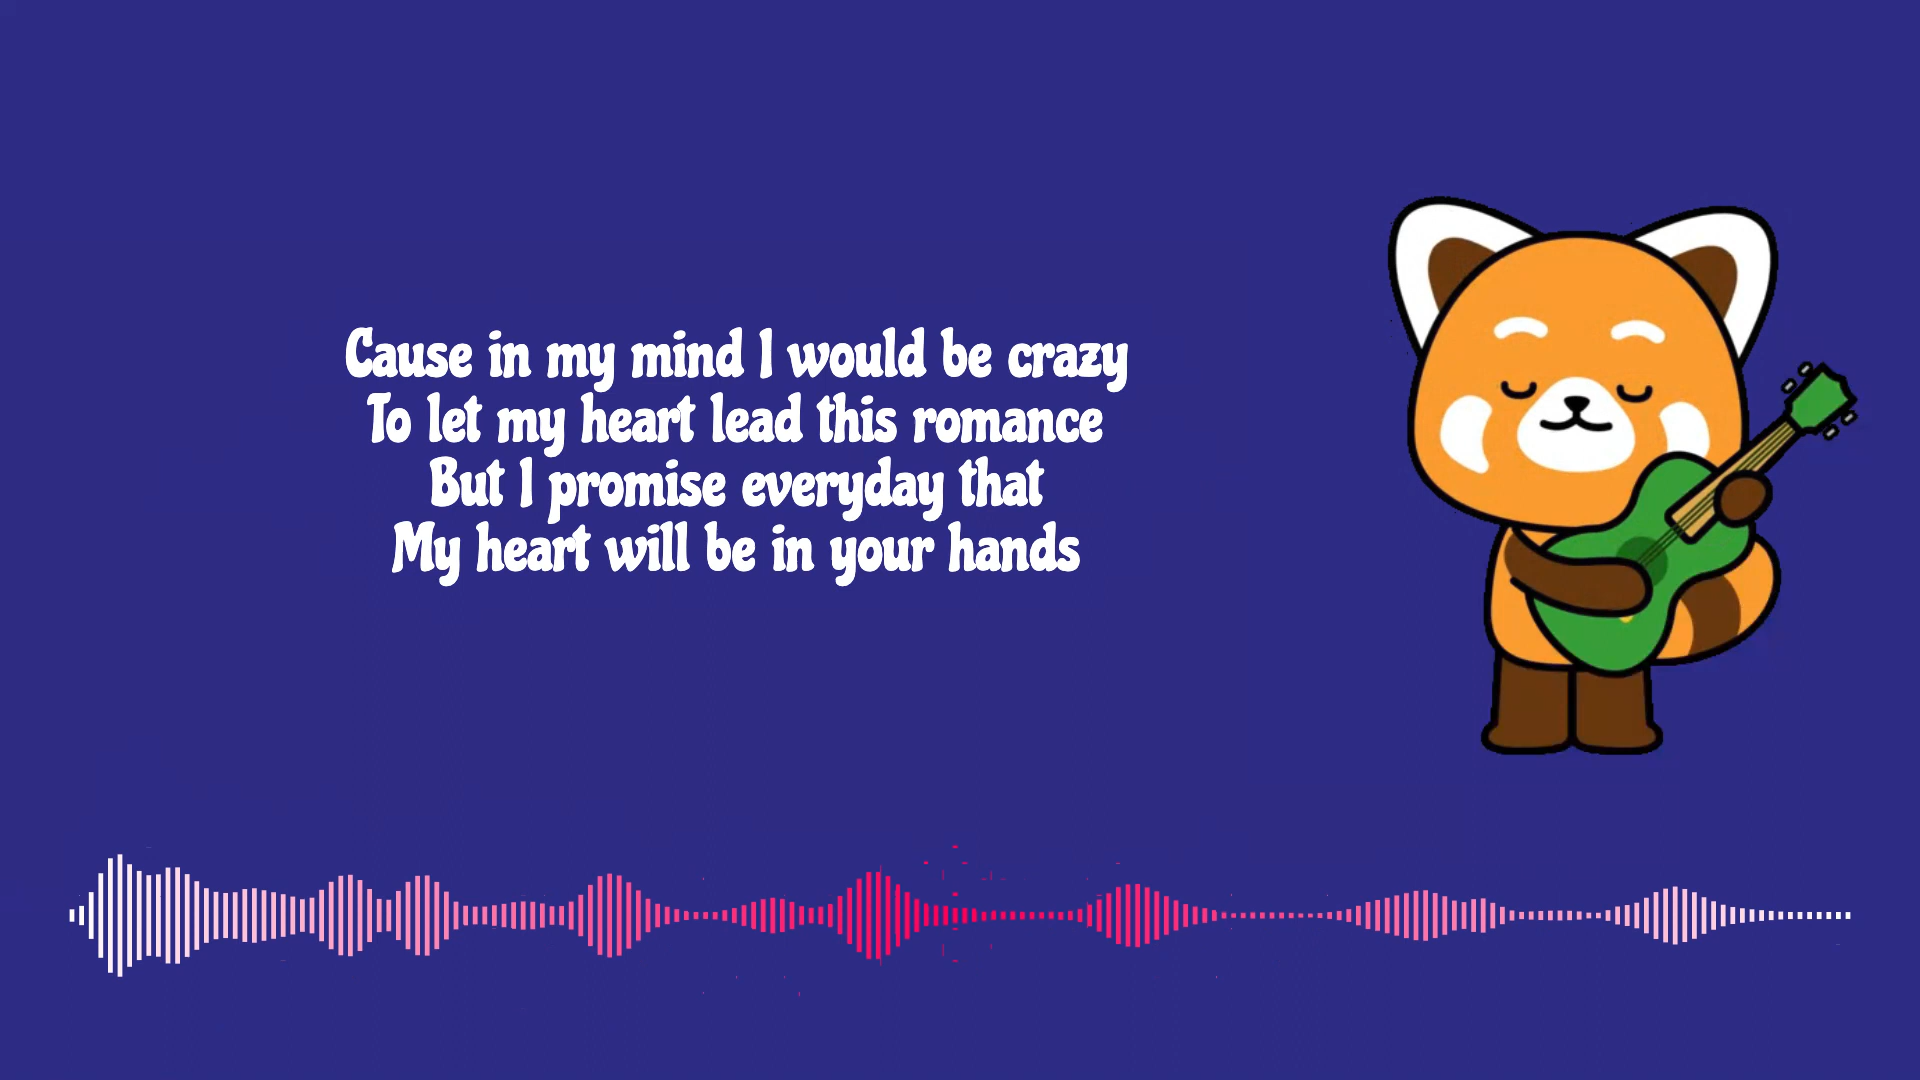 Cause in my mind I would be crazy
To let my heart lead this romance
But I promise everyday that
My heart will be in your hands